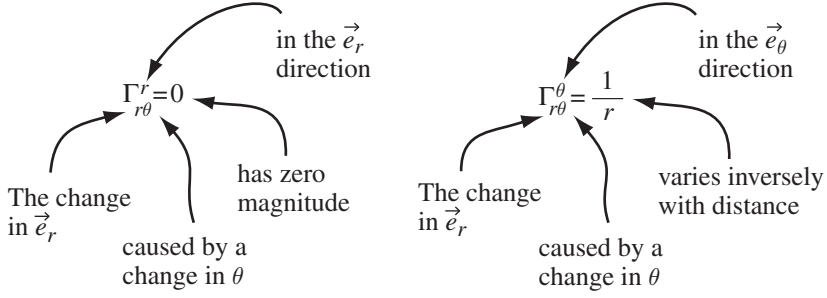 in the e⃗_r
direction
Γ^r_{rθ} = 0
has zero
magnitude
The change
in e⃗_r
caused by a
change in θ
in the e⃗_θ
direction
Γ^θ_{rθ} = 1/r
varies inversely
with distance
The change
in e⃗_r
caused by a
change in θ